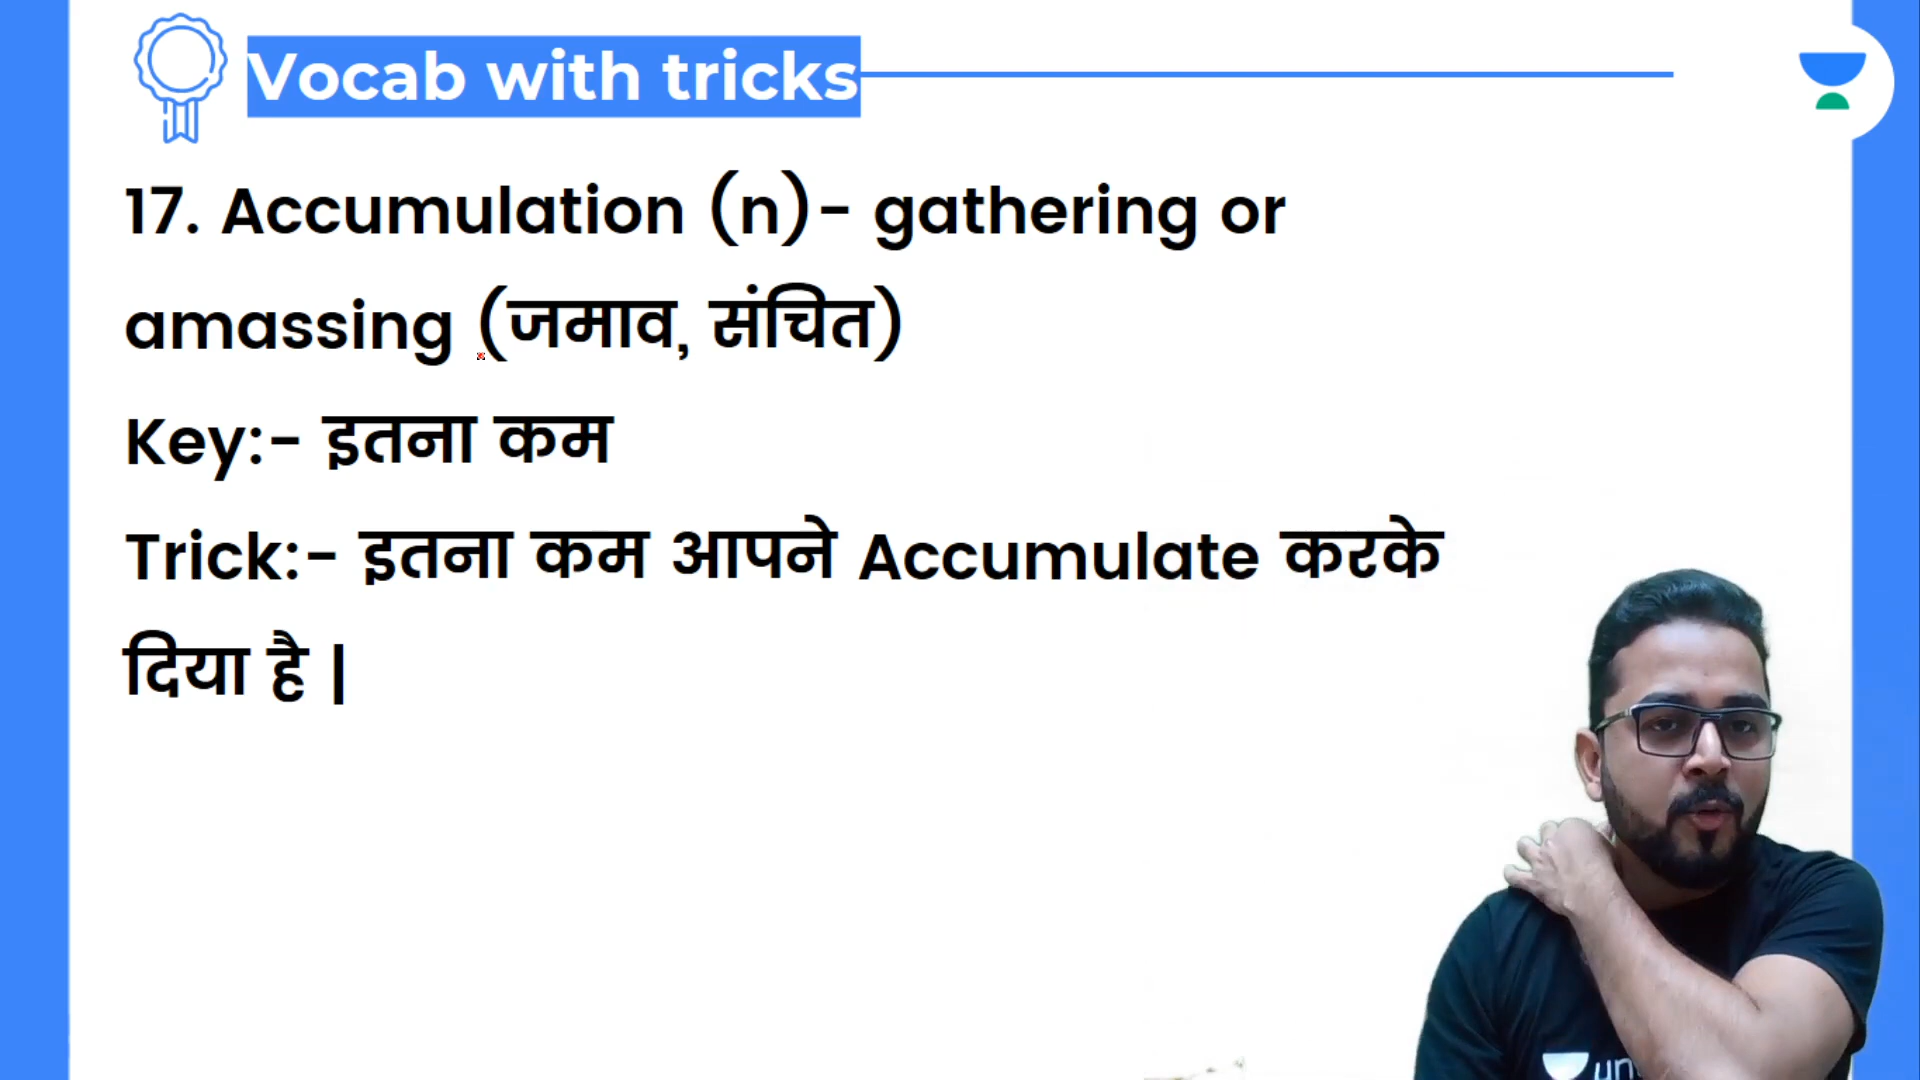 Vocab with tricks
17. Accumulation (n)- gathering or
amassing (जमाव, संचित)
Key:- इतना कम
Trick:- इतना कम आपने Accumulate करके
दिया है |